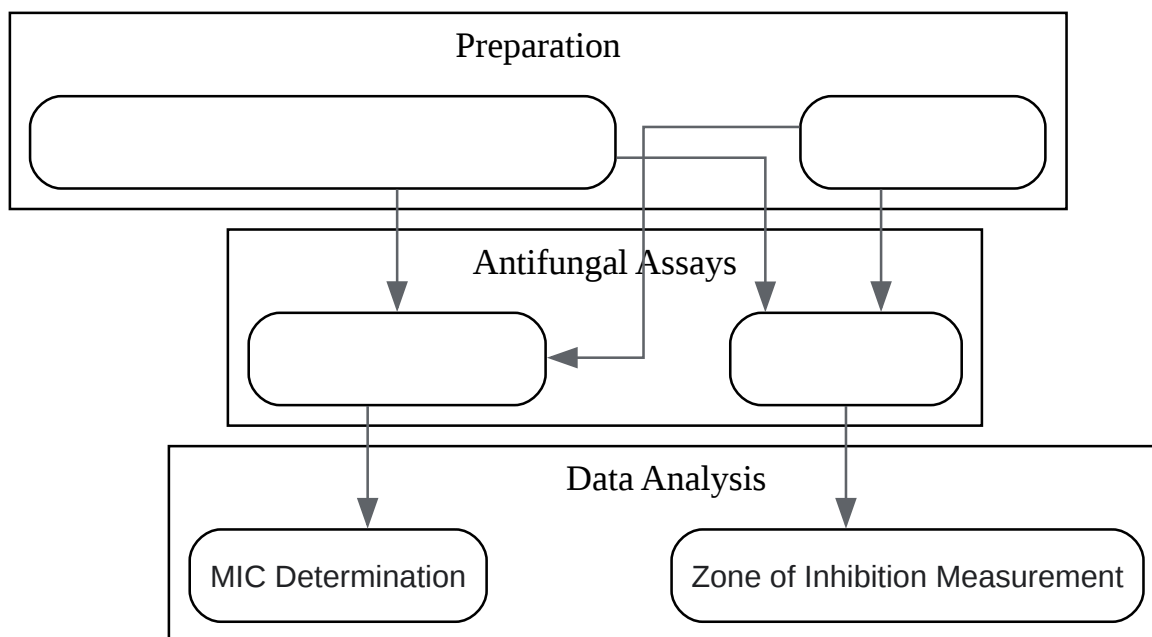 Preparation
Antifungal Assays
Data Analysis
MIC Determination
Zone of Inhibition Measurement